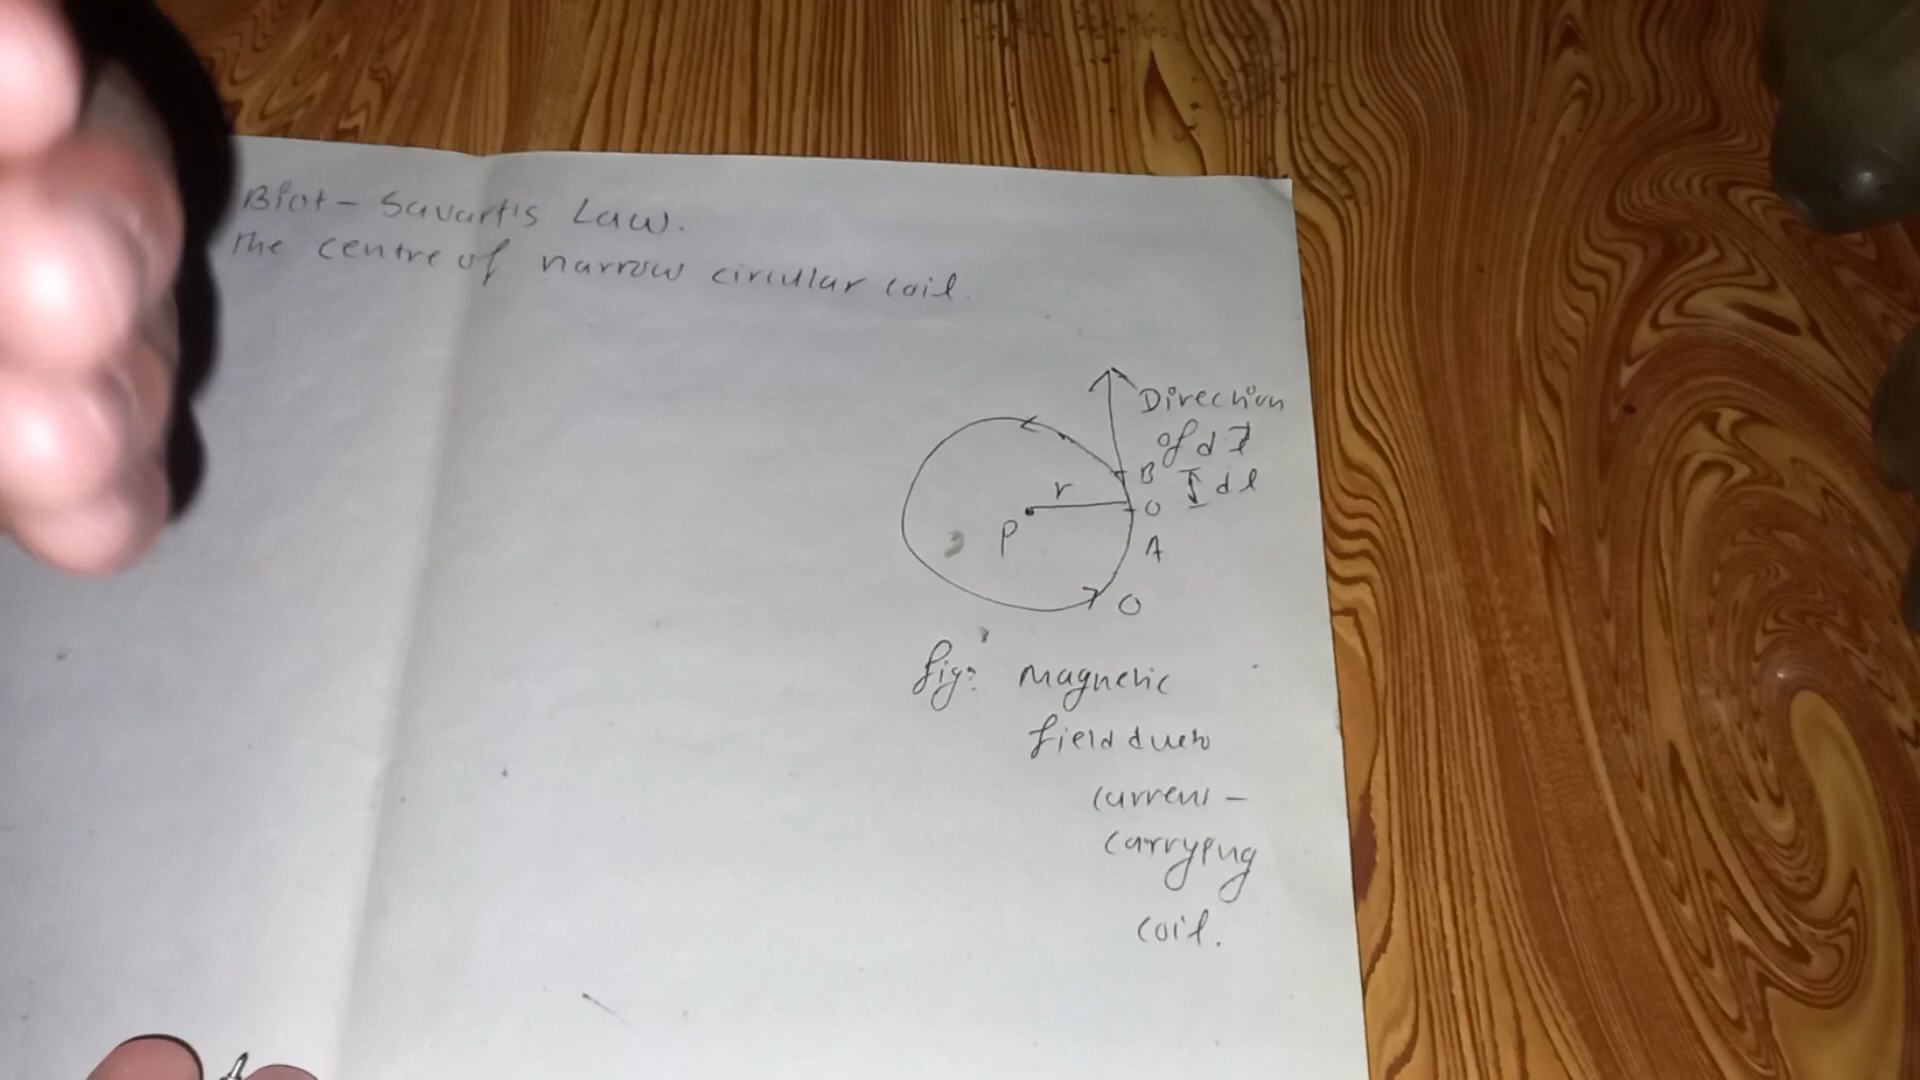 Biot - Savart's Law.
The centre of narrow circular coil.
Direction
of dl
B
I dl
r
O
P
A
O
fig: Magnetic
field due to
current -
carrying
coil.